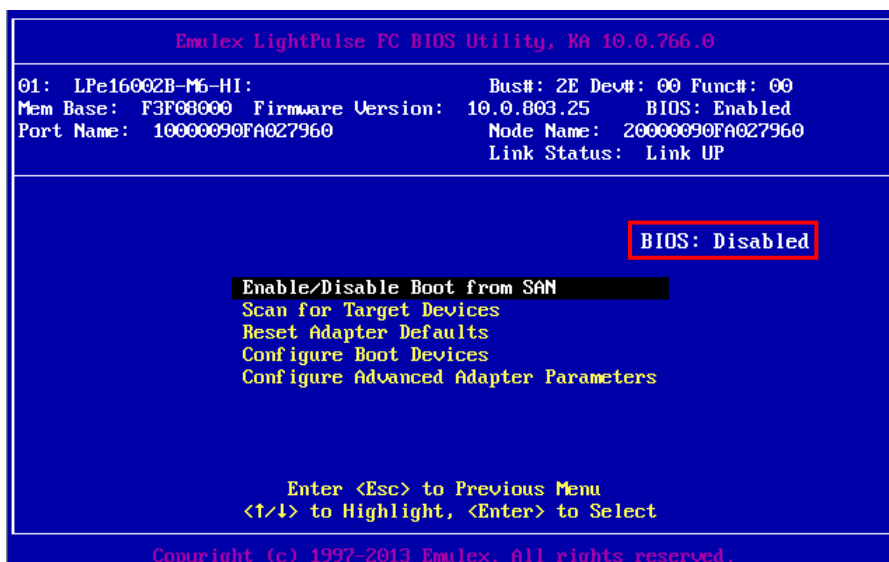 Emulex LightPulse FC BIOS Utility, KA 10.0.766.0
01: LPe16002B-M6-HI: Bus#: 2E Dev#: 00 Func#: 00
Mem Base: F3F08000 Firmware Version: 10.0.803.25 BIOS: Enabled
Port Name: 10000090FA027960 Node Name: 20000090FA027960
Link Status: Link UP
BIOS: Disabled
Enable/Disable Boot from SAN
Scan for Target Devices
Reset Adapter Defaults
Configure Boot Devices
Configure Advanced Adapter Parameters
Enter <Esc> to Previous Menu
<↑/↓> to Highlight, <Enter> to Select
Copyright (c) 1997-2013 Emulex. All rights reserved.